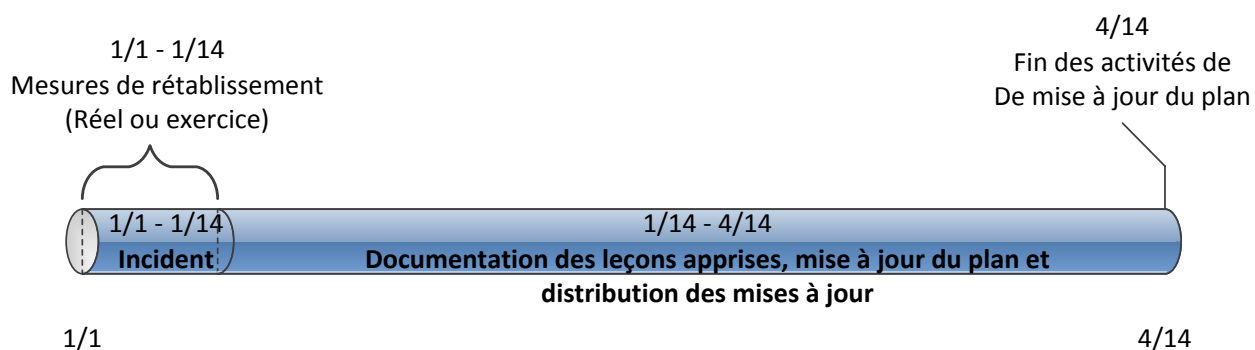 1/1 - 1/14
Mesures de rétablissement
(Réel ou exercice)
4/14
Fin des activités de
De mise à jour du plan
1/1 - 1/14
Incident
1/14 - 4/14
Documentation des leçons apprises, mise à jour du plan et
distribution des mises à jour
1/1
4/14